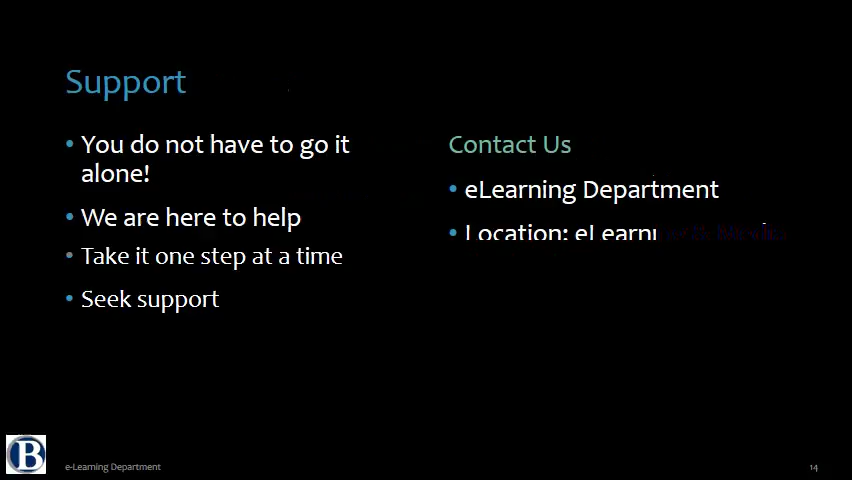 Support
• You do not have to go it
alone!
• We are here to help
• Take it one step at a time
• Seek support
Contact Us
• eLearning Department
• Location:
B
e-Learning Department
14